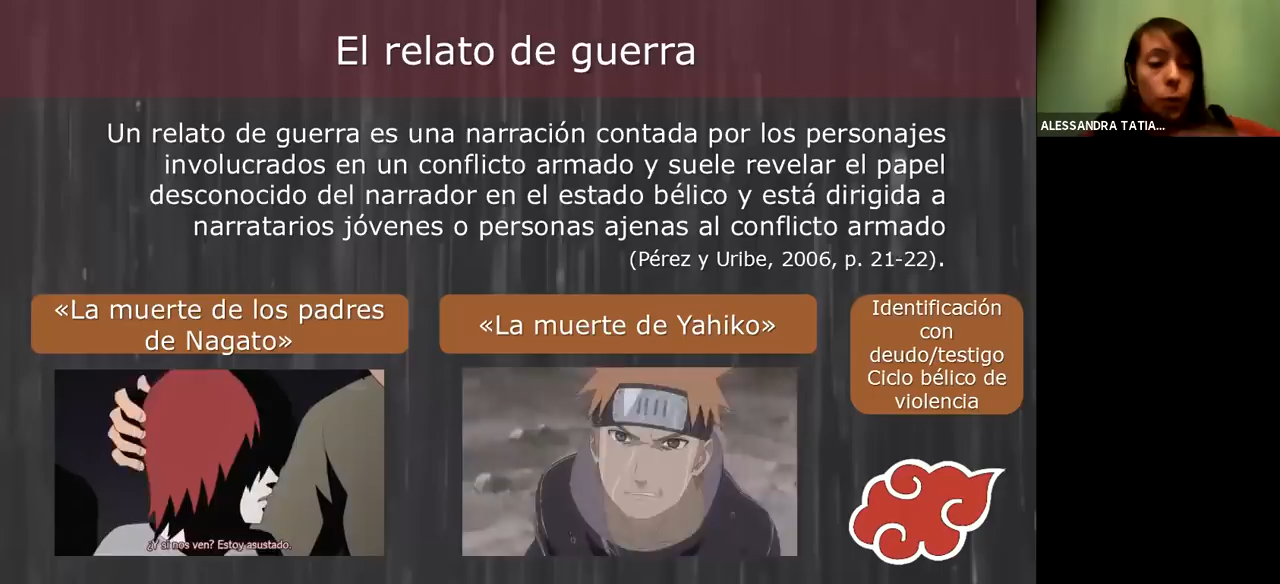 El relato de guerra
Un relato de guerra es una narración contada por los personajes
involucrados en un conflicto armado y suele revelar el papel
desconocido del narrador en el estado bélico y está dirigida a
narratarios jóvenes o personas ajenas al conflicto armado
(Pérez y Uribe, 2006, p. 21-22).
«La muerte de los padres
de Nagato»
«La muerte de Yahiko»
Identificación
con
deudo/testigo
Ciclo bélico de
violencia
¿Y si nos ven? Estoy asustado.
ALESSANDRA TATIA...